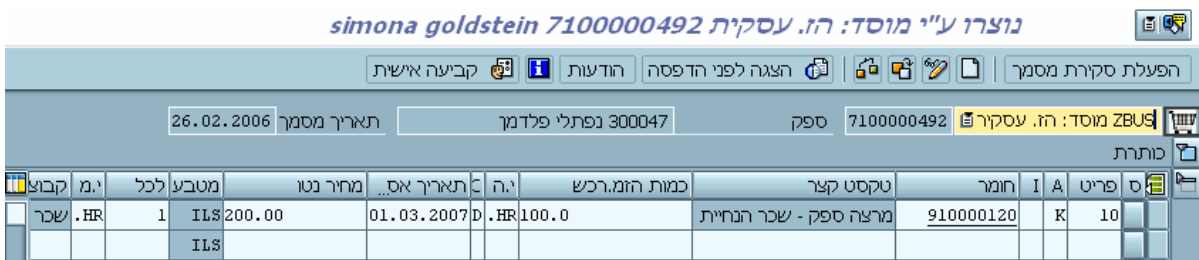 נוצרו ע"י מוסד: הז. עסקית 7100000492 simona goldstein
הפעלת סקירת מסמך הצגה לפני הדפסה הודעות קביעה אישית
ZBUS מוסד: הז. עסקיר 7100000492 ספק 300047 נפתלי פלדמן תאריך מסמך 26.02.2006
כותרת
ס פריט A I חומר טקסט קצר כמות הזמ.רכש י.ה C תאריך אס... מחיר נטו מטבע לכל י.מ קבוצ
10 K 910000120 מרצה ספק - שכר הנחיית 100.0 HR. D 01.03.2007 200.00 ILS 1 HR. שכר
ILS